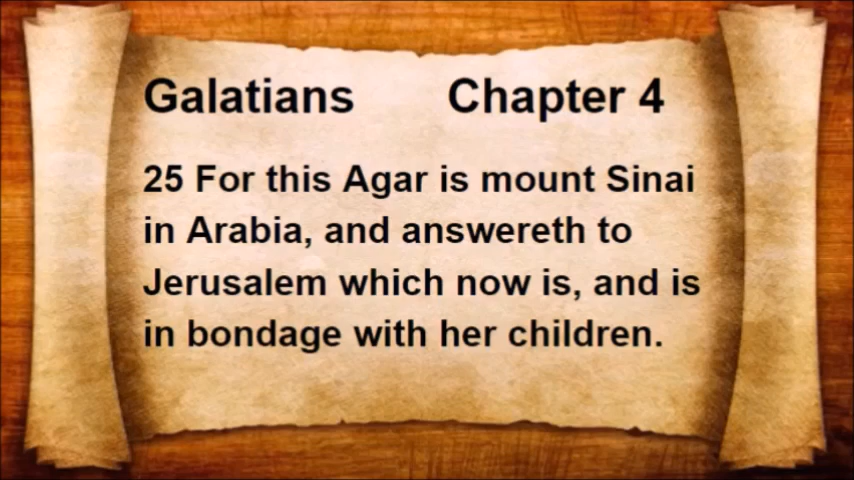 Galatians Chapter 4
25 For this Agar is mount Sinai
in Arabia, and answereth to
Jerusalem which now is, and is
in bondage with her children.